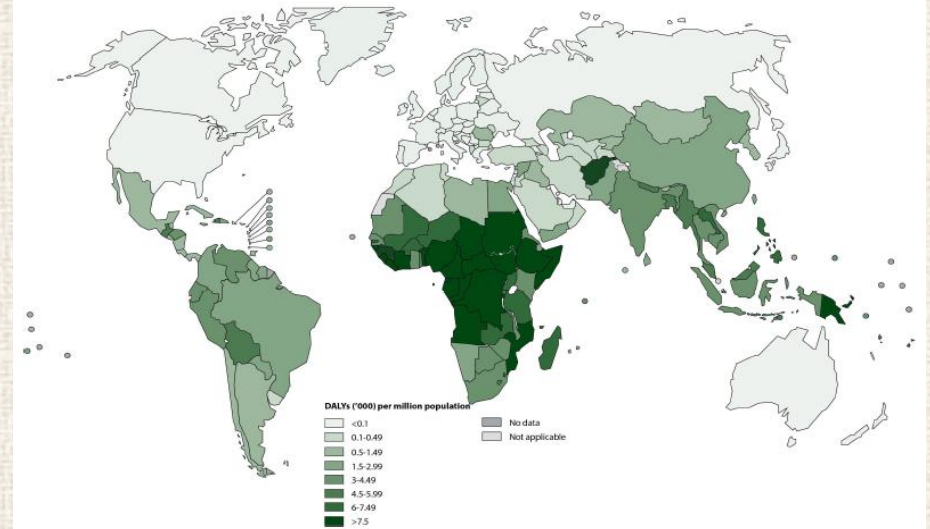 DALYs ('000) per million population
<0.1
0.1-0.49
0.5-1.49
1.5-2.99
3-4.49
4.5-5.99
6-7.49
>7.5
No data
Not applicable